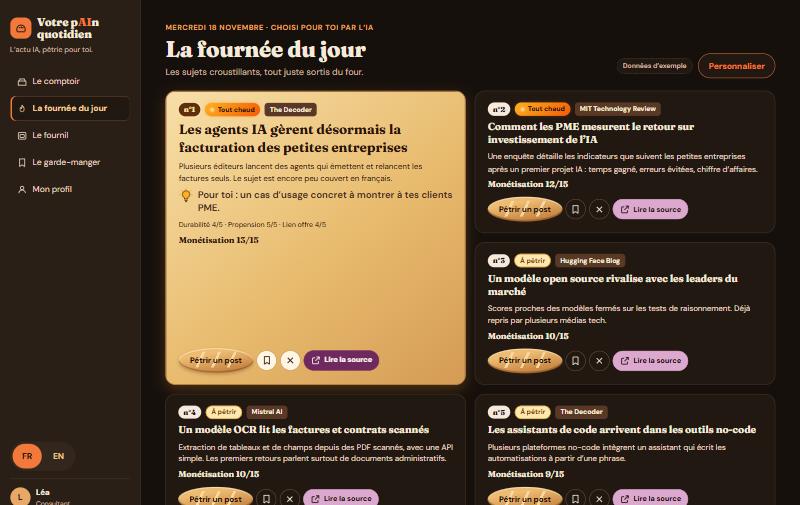 Votre pAIn
quotidien
L'actu IA, pétrie pour toi.
Le comptoir
La fournée du jour
Le fournil
Le garde-manger
Mon profil
FR
EN
L
Léa
Consultant
MERCREDI 18 NOVEMBRE · CHOISI POUR TOI PAR L'IA
La fournée du jour
Les sujets croustillants, tout juste sortis du four.
Données d'exemple
Personnaliser
n°1
Tout chaud
The Decoder
Les agents IA gèrent désormais la
facturation des petites entreprises
Plusieurs éditeurs lancent des agents qui émettent et relancent les
factures seuls. Le sujet est encore peu couvert en français.
Pour toi : un cas d'usage concret à montrer à tes clients
PME.
Durabilité 4/5 · Propension 5/5 · Lien offre 4/5
Monétisation 13/15
Pétrir un post
Lire la source
n°2
Tout chaud
MIT Technology Review
Comment les PME mesurent le retour sur
investissement de l'IA
Une enquête détaille les indicateurs que suivent les petites entreprises
après un premier projet IA : temps gagné, erreurs évitées, chiffre d'affaires.
Monétisation 12/15
Pétrir un post
Lire la source
n°3
À pétrir
Hugging Face Blog
Un modèle open source rivalise avec les leaders du
marché
Scores proches des modèles fermés sur les tests de raisonnement. Déjà
repris par plusieurs médias tech.
Monétisation 10/15
Pétrir un post
Lire la source
n°4
À pétrir
Mistral AI
Un modèle OCR lit les factures et contrats scannés
Extraction de tableaux et de champs depuis des PDF scannés, avec une API
simple. Les premiers retours parlent surtout de documents administratifs.
Monétisation 10/15
Pétrir un post
Lire la source
n°5
À pétrir
The Decoder
Les assistants de code arrivent dans les outils no-code
Plusieurs plateformes no-code intègrent un assistant qui écrit les
automatisations à partir d'une phrase.
Monétisation 9/15
Pétrir un post
Lire la source